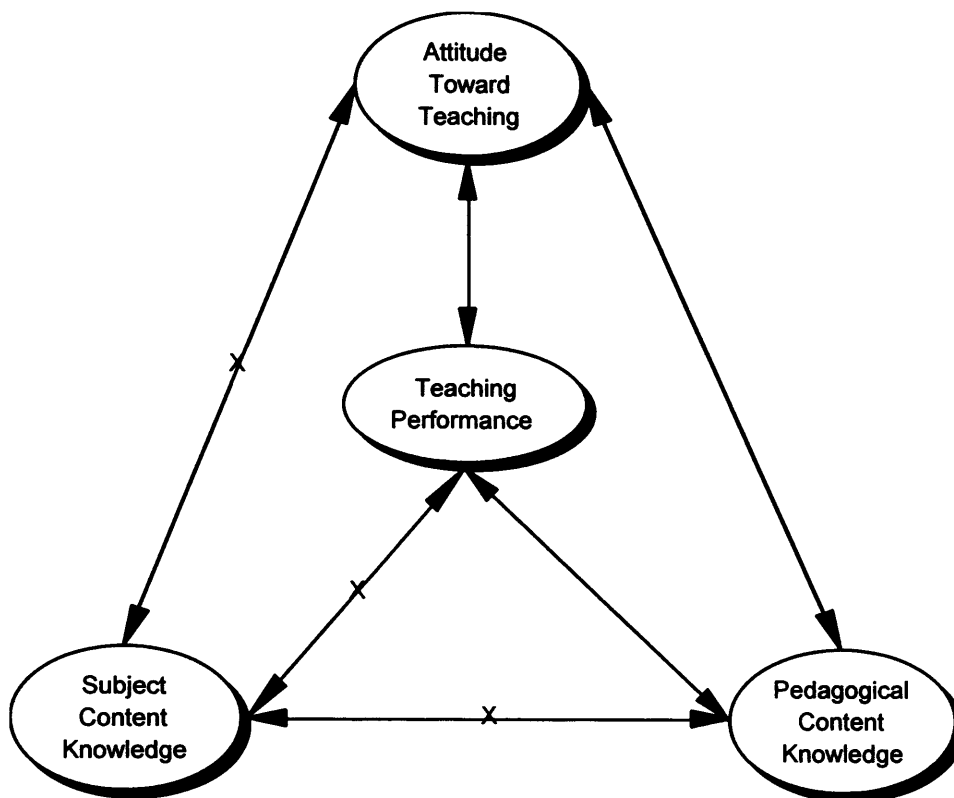 Attitude
Toward
Teaching
X
Teaching
Performance
X
Subject
Content
Knowledge
X
Pedagogical
Content
Knowledge